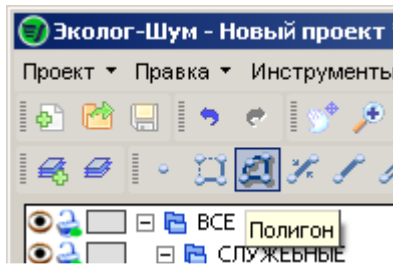 Эколог-Шум - Новый проект
Проект Правка Инструменты
ВСЕ
Полигон
СЛУЖЕБНЫЕ